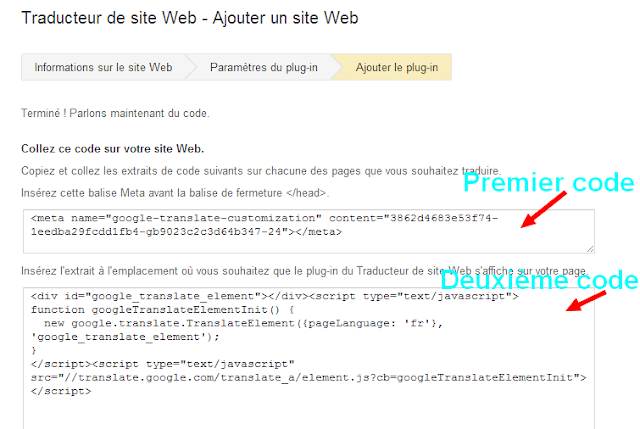 Traducteur de site Web - Ajouter un site Web
Informations sur le site Web
Paramètres du plug-in
Ajouter le plug-in
Terminé ! Parlons maintenant du code.
Collez ce code sur votre site Web.
Copiez et collez les extraits de code suivants sur chacune des pages que vous souhaitez traduire.
Premier code
Insérez cette balise Meta avant la balise de fermeture </head>.
<meta name="google-translate-customization" content="3862d4683e53f74-
1eedba29fcdd1fb4-gb9023c2c3d64b347-24"></meta>
Insérez l'extrait à l'emplacement où vous souhaitez que le plug-in du Traducteur de site Web s'affiche sur votre page.
Deuxième code
<div id="google_translate_element"></div><script type="text/javascript">
function googleTranslateElementInit() {
  new google.translate.TranslateElement({pageLanguage: 'fr'},
'google_translate_element');
}
</script><script type="text/javascript"
src="//translate.google.com/translate_a/element.js?cb=googleTranslateElementInit">
</script>